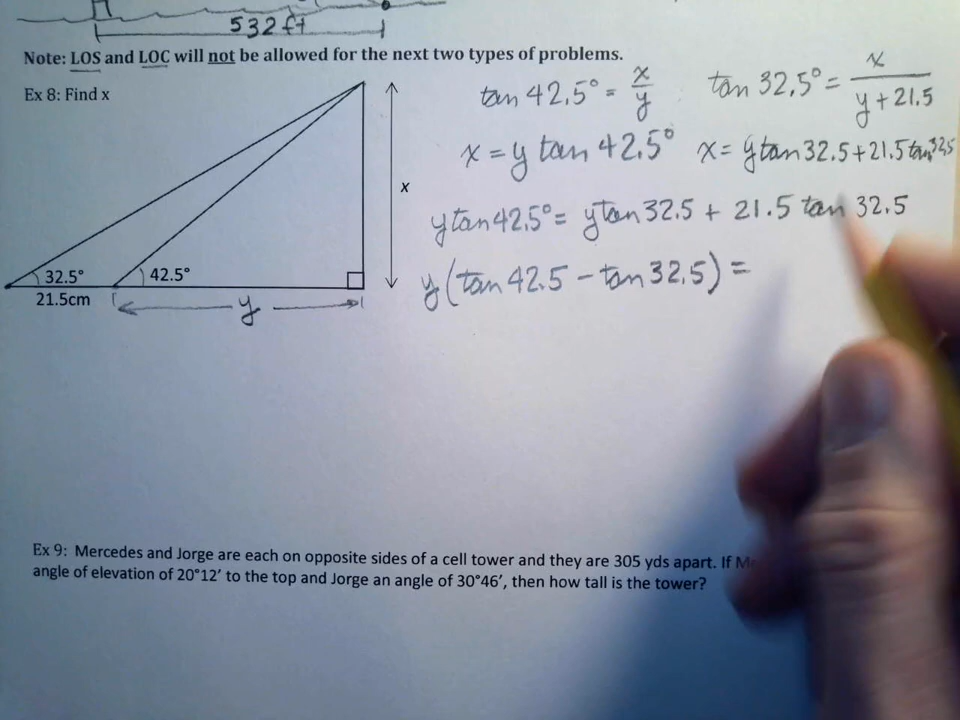 532 ft
Note: LOS and LOC will not be allowed for the next two types of problems.
Ex 8: Find x
tan 42.5° = x/y
tan 32.5° = x/(y + 21.5)
x = y tan 42.5°
x = y tan 32.5 + 21.5 tan 32.5
x
y tan 42.5° = y tan 32.5 + 21.5 tan 32.5
32.5°
42.5°
y(tan 42.5 - tan 32.5) =
21.5cm
y
Ex 9: Mercedes and Jorge are each on opposite sides of a cell tower and they are 305 yds apart. If
angle of elevation of 20°12′ to the top and Jorge an angle of 30°46′, then how tall is the tower?